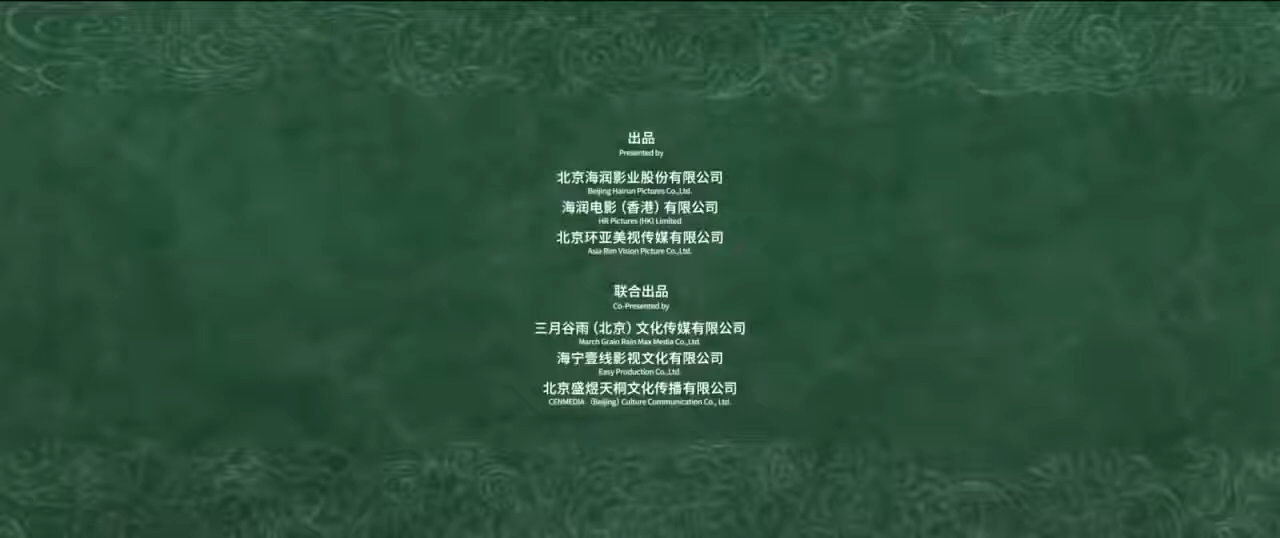 出品
Presented by
北京海润影业股份有限公司
Beijing Hairun Pictures Co.,Ltd.
海润电影（香港）有限公司
HR Pictures (HK) Limited
北京环亚美视传媒有限公司
Asia Rim Vision Picture Co.,Ltd.
联合出品
Co-Presented by
三月谷雨（北京）文化传媒有限公司
March Grain Rain Max Media Co.,Ltd.
海宁壹线影视文化有限公司
Easy Production Co.,Ltd.
北京盛煜天桐文化传播有限公司
CENMEDIA （Beijing）Culture Communication Co., Ltd.